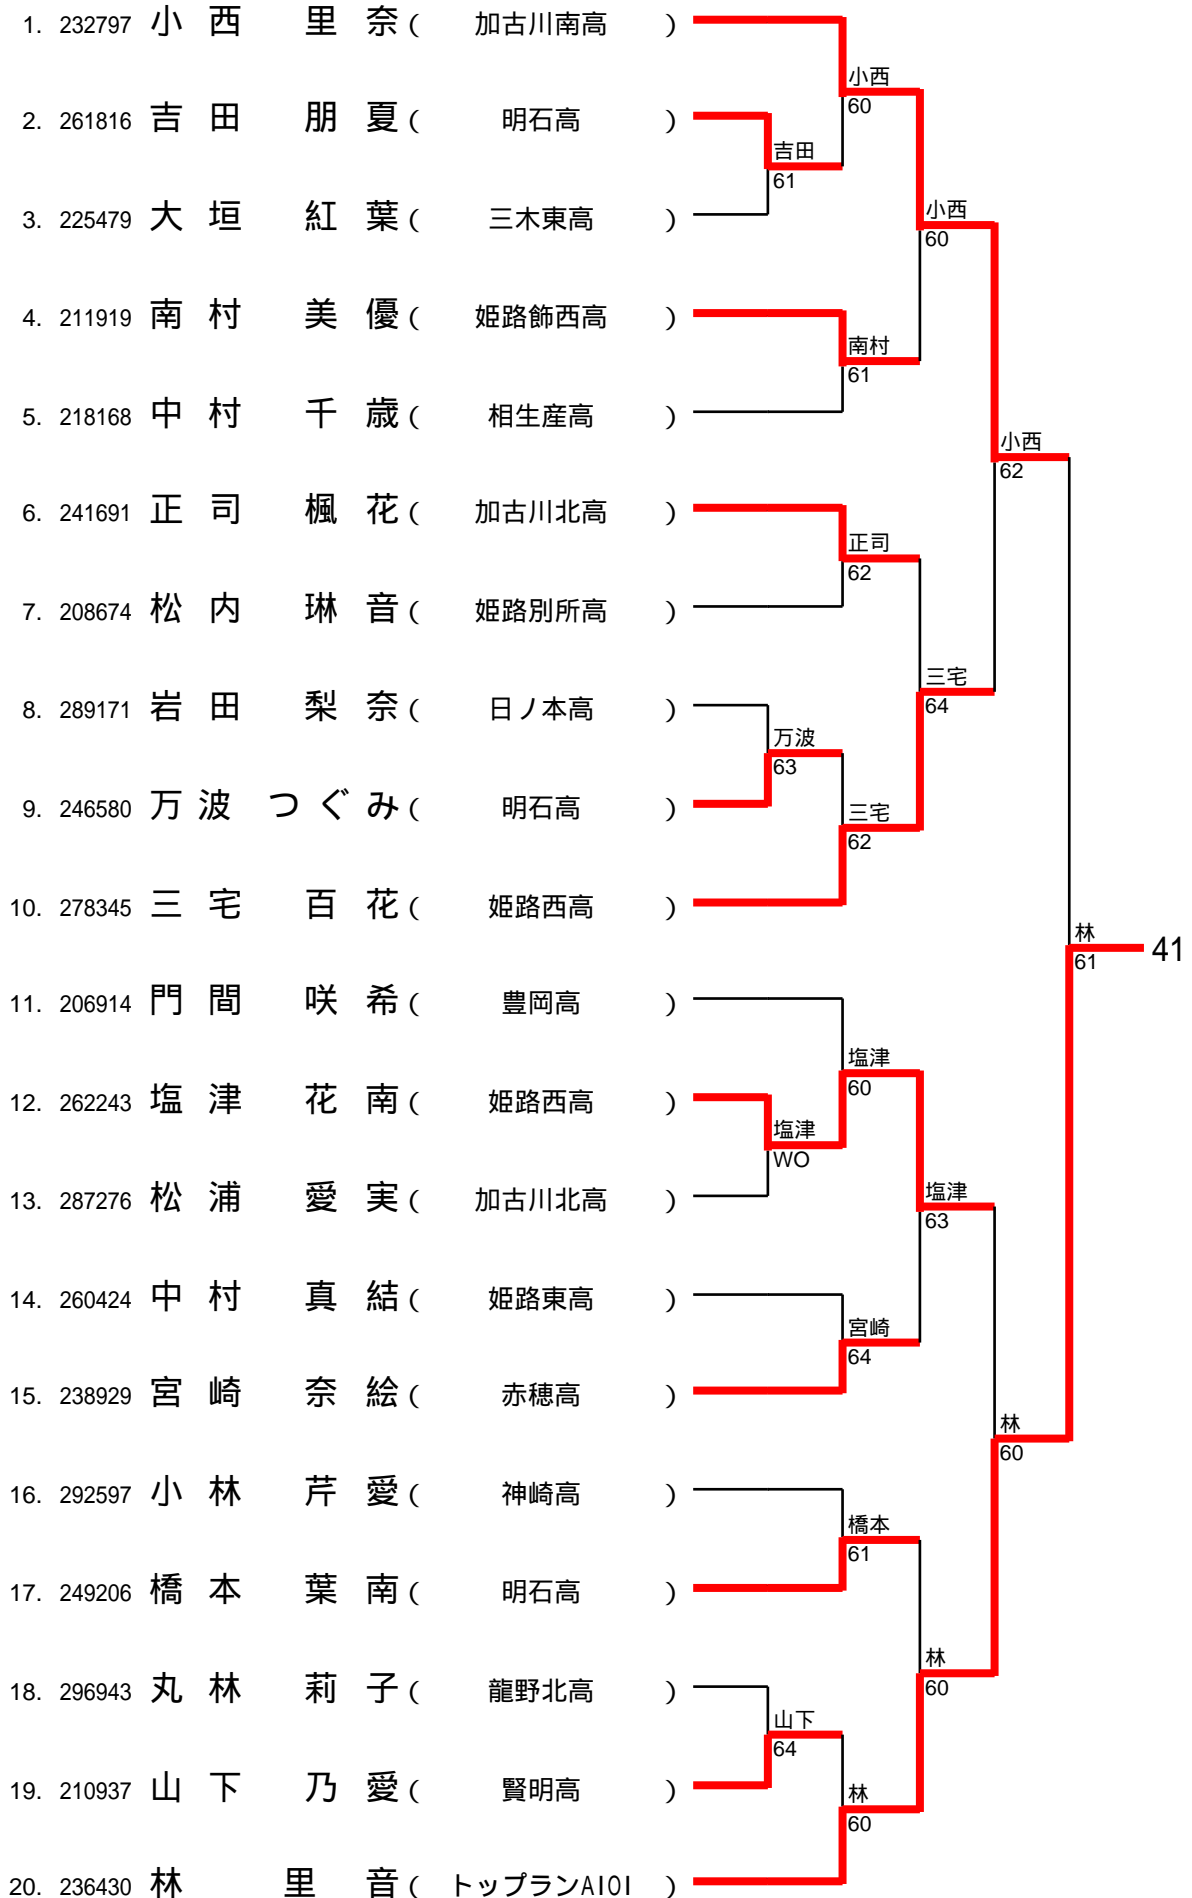 1. 232797 小西 里奈 ( 加古川南高 )
小西
60
2. 261816 吉田 朋夏 ( 明石高 )
吉田
61
3. 225479 大垣 紅葉 ( 三木東高 )
小西
60
4. 211919 南村 美優 ( 姫路飾西高 )
南村
61
5. 218168 中村 千歳 ( 相生産高 )
小西
62
6. 241691 正司 楓花 ( 加古川北高 )
正司
62
7. 208674 松内 琳音 ( 姫路別所高 )
三宅
64
8. 289171 岩田 梨奈 ( 日ノ本高 )
万波
63
9. 246580 万波 つぐみ ( 明石高 )
三宅
62
10. 278345 三宅 百花 ( 姫路西高 )
林
61
41
11. 206914 門間 咲希 ( 豊岡高 )
塩津
60
12. 262243 塩津 花南 ( 姫路西高 )
塩津
WO
13. 287276 松浦 愛実 ( 加古川北高 )
塩津
63
14. 260424 中村 真結 ( 姫路東高 )
宮崎
64
15. 238929 宮崎 奈絵 ( 赤穂高 )
林
60
16. 292597 小林 芹愛 ( 神崎高 )
橋本
61
17. 249206 橋本 葉南 ( 明石高 )
林
60
18. 296943 丸林 莉子 ( 龍野北高 )
山下
64
19. 210937 山下 乃愛 ( 賢明高 )
林
60
20. 236430 林 里音 ( トップランAIOI )